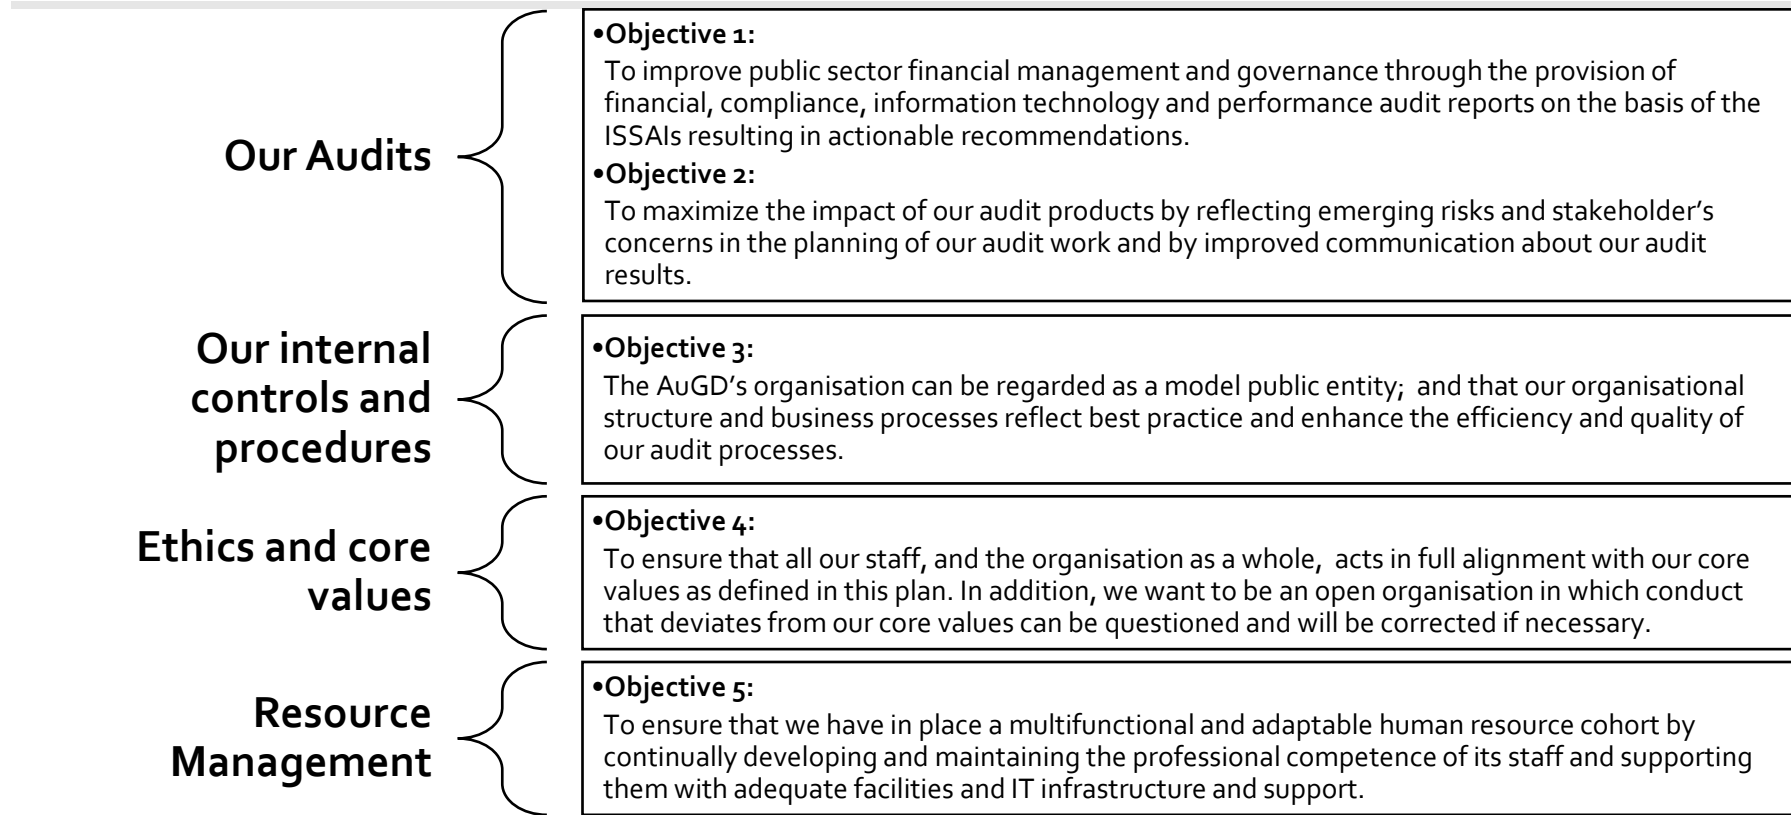 Our Audits
•Objective 1:
To improve public sector financial management and governance through the provision of
financial, compliance, information technology and performance audit reports on the basis of the
ISSAIs resulting in actionable recommendations.
•Objective 2:
To maximize the impact of our audit products by reflecting emerging risks and stakeholder’s
concerns in the planning of our audit work and by improved communication about our audit
results.
Our internal
controls and
procedures
•Objective 3:
The AuGD’s organisation can be regarded as a model public entity;  and that our organisational
structure and business processes reflect best practice and enhance the efficiency and quality of
our audit processes.
Ethics and core
values
•Objective 4:
To ensure that all our staff, and the organisation as a whole,  acts in full alignment with our core
values as defined in this plan. In addition, we want to be an open organisation in which conduct
that deviates from our core values can be questioned and will be corrected if necessary.
Resource
Management
•Objective 5:
To ensure that we have in place a multifunctional and adaptable human resource cohort by
continually developing and maintaining the professional competence of its staff and supporting
them with adequate facilities and IT infrastructure and support.